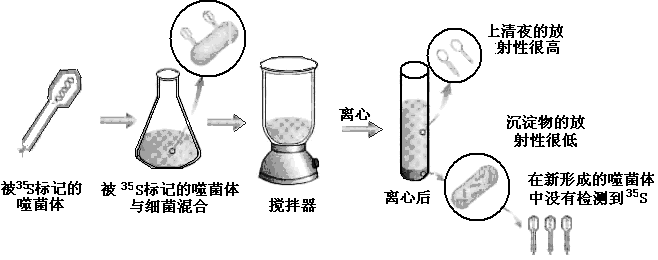 上清夜的放
射性很高
离心
沉淀物的放
射性很低
被35S标记的
噬菌体
被 35S标记的噬菌体
与细菌混合
搅拌器
离心后
在新形成的噬菌体
中没有检测到35S